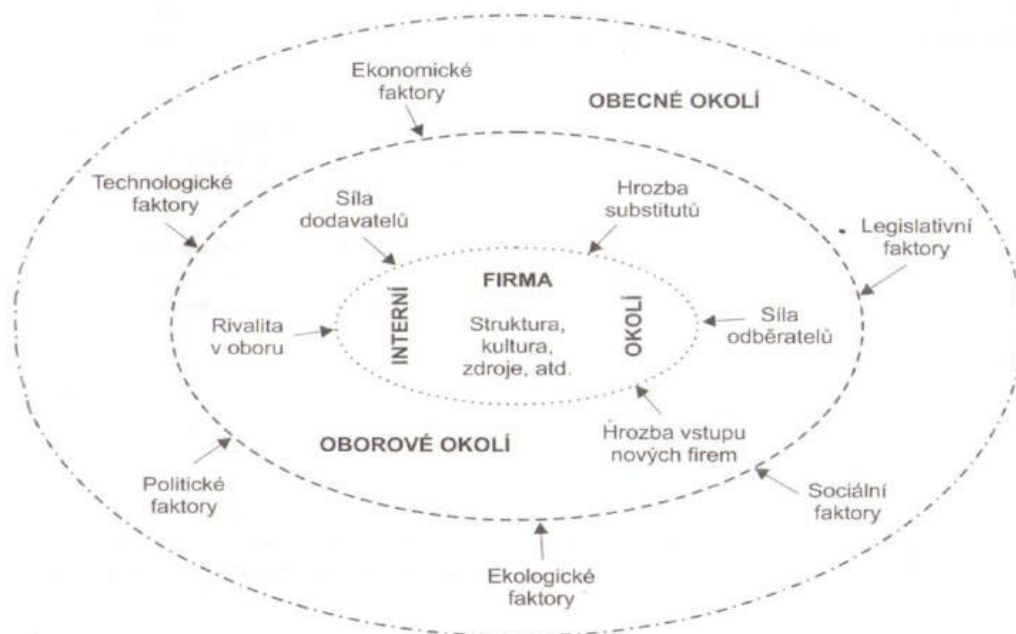 Ekonomické
faktory
OBECNÉ OKOLÍ
Technologické
faktory
Síla
dodavatelů
Hrozba
substitutů
Legislativní
faktory
FIRMA
INTERNÍ
OKOLÍ
Struktura,
kultura,
zdroje, atd.
Rivalita
v oboru
Síla
odběratelů
OBOROVÉ OKOLÍ
Hrozba vstupu
nových firem
Politické
faktory
Sociální
faktory
Ekologické
faktory